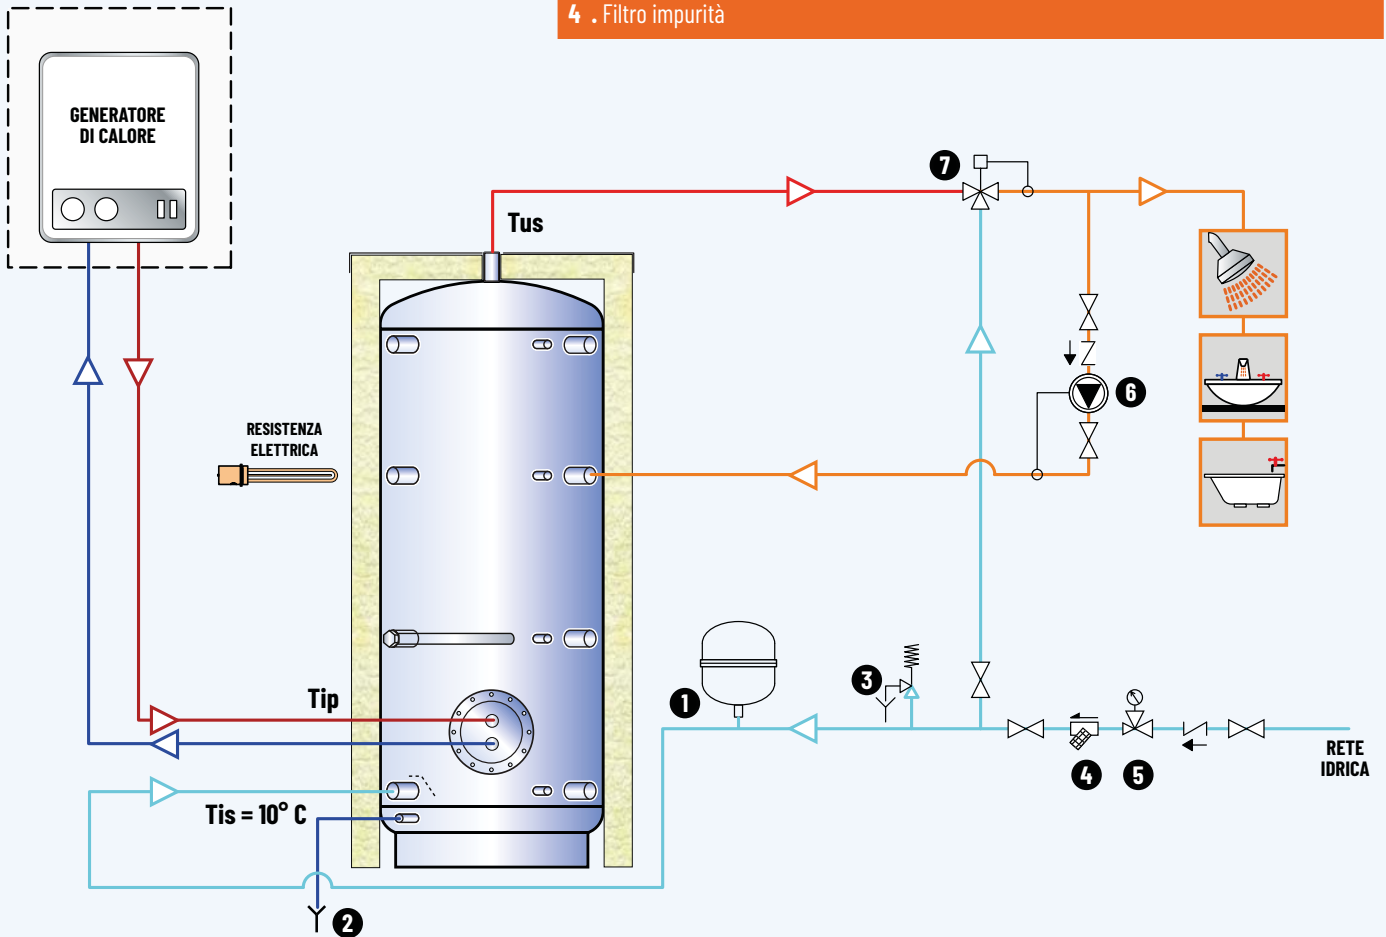 4 . Filtro impurità
GENERATORE
DI CALORE
7
Tus
6
RESISTENZA
ELETTRICA
3
1
Tip
4
5
RETE
IDRICA
Tis = 10° C
2